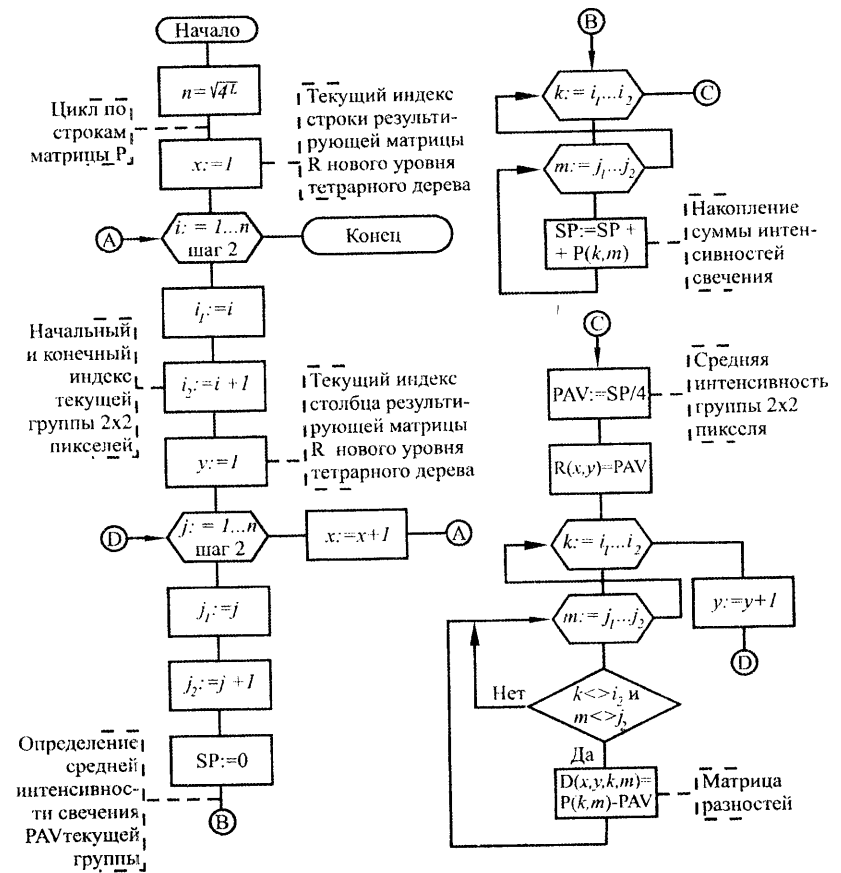 Начало
n=√4ᴸ
Цикл по
строкам
матрицы P
Текущий индекс
строки результи-
рующей матрицы
R нового уровня
тетрарного дерева
x:=1
A
i: = 1...n
шаг 2
Конец
i₁:=i
Начальный
и конечный
индекс
текущей
группы 2x2
пикселей
i₂:=i +1
Текущий индекс
столбца результи-
рующей матрицы
R нового уровня
тетрарного дерева
y:=1
D
j: = 1...n
шаг 2
x:=x+1
A
j₁:=j
j₂:=j +1
SP:=0
Определение
средней
интенсивнос-
ти свечения
PAVтекущей
группы
B
B
k:= i₁...i₂
C
m:= j₁...j₂
SP:=SP +
+ P(k,m)
Накопление
суммы интен-
сивностей
свечения
C
PAV:=SP/4
Средняя
интенсивность
группы 2x2
пикселя
R(x,y)=PAV
k:= i₁...i₂
y:=y+1
D
m:= j₁...j₂
Нет
k<>i₂ и
m<>j₂
Да
D(x,y,k,m)=
P(k,m)-PAV
Матрица
разностей